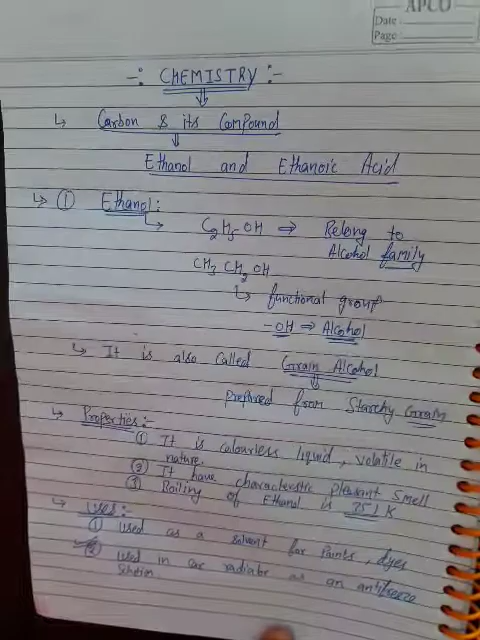 APCO
Date :
Page :
-: CHEMISTRY :-
↳ Carbon & its Compound
Ethanol and Ethanoic Acid
↳ ① Ethanol:
↳ C2H5OH ⇒ Belong to
Alcohol family
CH3 CH2 OH
↳ functional group
-OH ⇒ Alcohol
↳ It is also called Grain Alcohol
prepared from Starchy Grain
↳ Properties:-
① It is colourless liquid, volatile in
nature.
② It have characterstic pleasant smell
③ Boiling of Ethanol is 351 K
↳ Uses:-
① used as a solvent for paints, dyes
② used in car radiator as an antifreeze